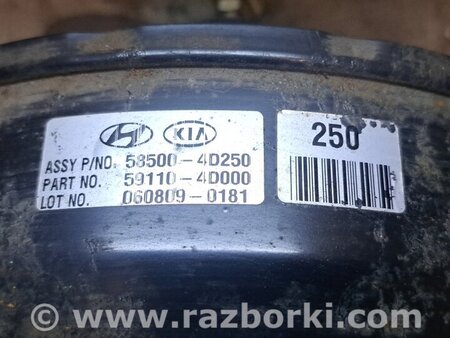 KIA
250
ASSY P/NO. 58500-4D250
PART NO. 59110-4D000
LOT NO. 060809-0181
© www.razborki.com